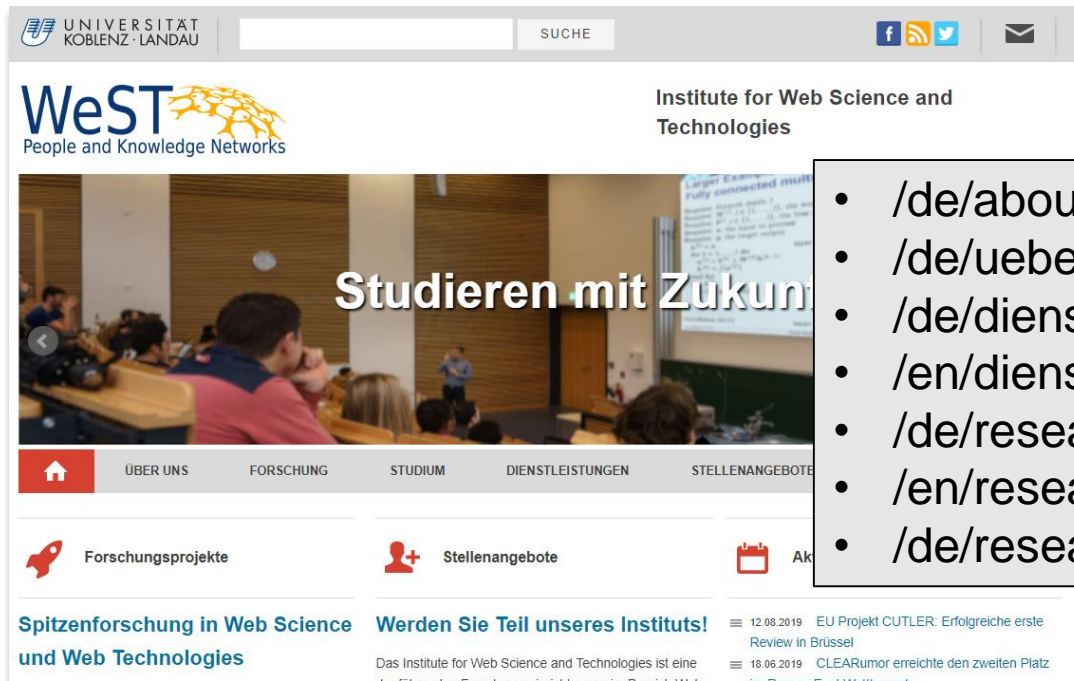 UNIVERSITÄT
KOBLENZ · LANDAU
SUCHE
WeST
People and Knowledge Networks
Institute for Web Science and
Technologies
Fully connected
Studieren mit Zukunf
• /de/abou
• /de/uebe
• /de/diens
• /en/diens
• /de/resea
• /en/resea
• /de/resea
ÜBER UNS
FORSCHUNG
STUDIUM
DIENSTLEISTUNGEN
STELLENANGEBOTE
Forschungsprojekte
Stellenangebote
Ak
Spitzenforschung in Web Science
und Web Technologies
Werden Sie Teil unseres Instituts!
Das Institute for Web Science and Technologies ist eine
12.08.2019 EU Projekt CUTLER: Erfolgreiche erste
Review in Brüssel
18.06.2019 CLEARumor erreichte den zweiten Platz